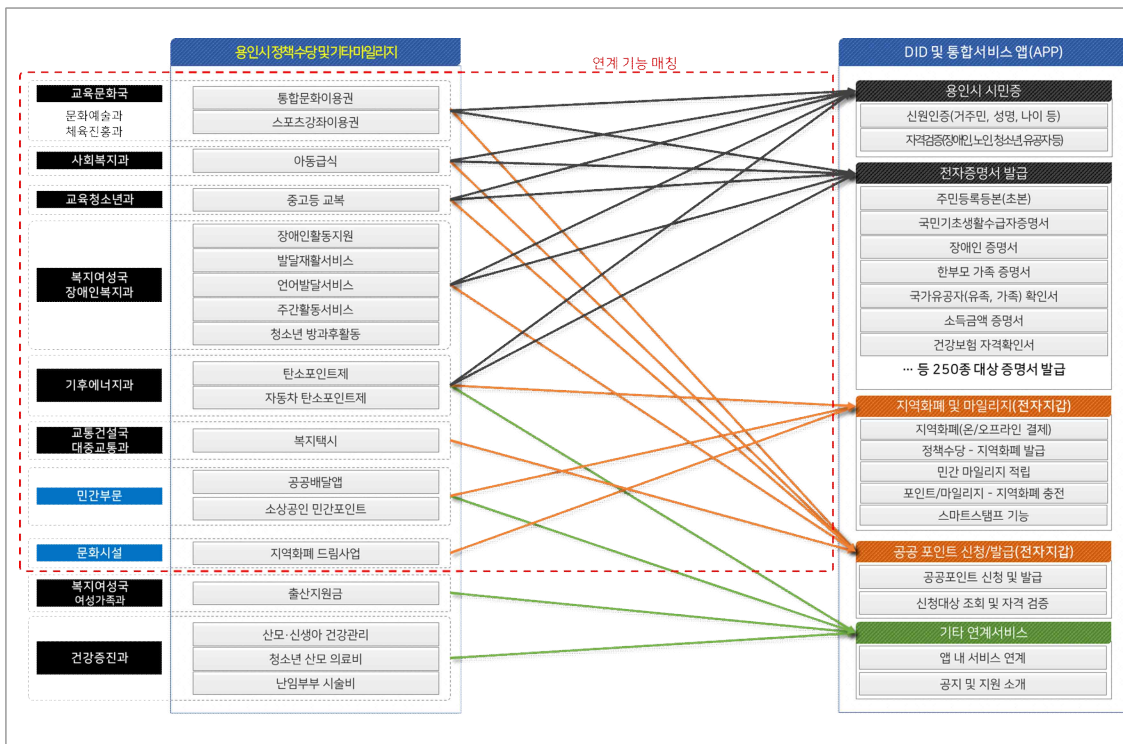 용인시 정책수당 및 기타마일리지
연계 기능 매칭
DID 및 통합서비스 앱(APP)
교육문화국
문화예술과
체육진흥과
통합문화이용권
스포츠강좌이용권
사회복지과
아동급식
교육청소년과
중고등 교복
복지여성국
장애인복지과
장애인활동지원
발달재활서비스
언어발달서비스
주간활동서비스
청소년 방과후활동
기후에너지과
탄소포인트제
자동차 탄소포인트제
교통건설국
대중교통과
복지택시
민간부문
공공배달앱
소상공인 민간포인트
문화시설
지역화폐 드림사업
복지여성국
여성가족과
출산지원금
건강증진과
산모·신생아 건강관리
청소년 산모 의료비
난임부부 시술비
용인시 시민증
신원인증(거주민, 성명, 나이 등)
자격검증(장애인, 노인, 청소년, 유공자 등)
전자증명서 발급
주민등록등본(초본)
국민기초생활수급자증명서
장애인 증명서
한부모 가족 증명서
국가유공자(유족, 가족) 확인서
소득금액 증명서
건강보험 자격확인서
… 등 250종 대상 증명서 발급
지역화폐 및 마일리지(전자지갑)
지역화폐(온/오프라인 결제)
정책수당 - 지역화폐 발급
민간 마일리지 적립
포인트/마일리지 - 지역화폐 충전
스마트스탬프 기능
공공 포인트 신청/발급(전자지갑)
공공포인트 신청 및 발급
신청대상 조회 및 자격 검증
기타 연계서비스
앱 내 서비스 연계
공지 및 지원 소개